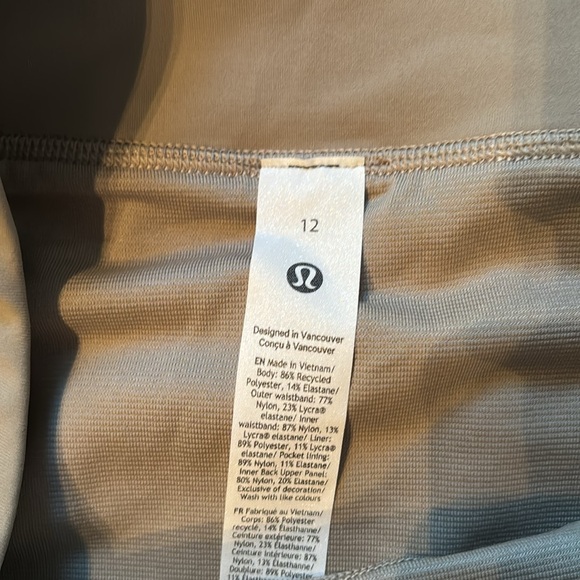 12
Designed in Vancouver
Conçu à Vancouver
EN Made in Vietnam/
Body: 86% Recycled
Polyester, 14% Elastane/
Outer waistband: 77%
Nylon, 23% Lycra®
elastane/ Inner
waistband: 87% Nylon, 13%
Lycra® elastane/ Liner:
89% Polyester, 11% Lycra®
elastane/ Pocket lining:
89% Nylon, 11% Elastane/
Inner Back Upper Panel:
80% Nylon, 20% Elastane/
Exclusive of decoration/
Wash with like colours
FR Fabriqué au Vietnam/
Corps: 86% Polyester
recyclé, 14% Élasthanne/
Ceinture extérieure: 77%
Nylon, 23% Élasthanne/
Ceinture intérieure: 87%
Nylon, 13% Élasthanne/
Doublure: 89% Polyester,
11% Élasthanne/